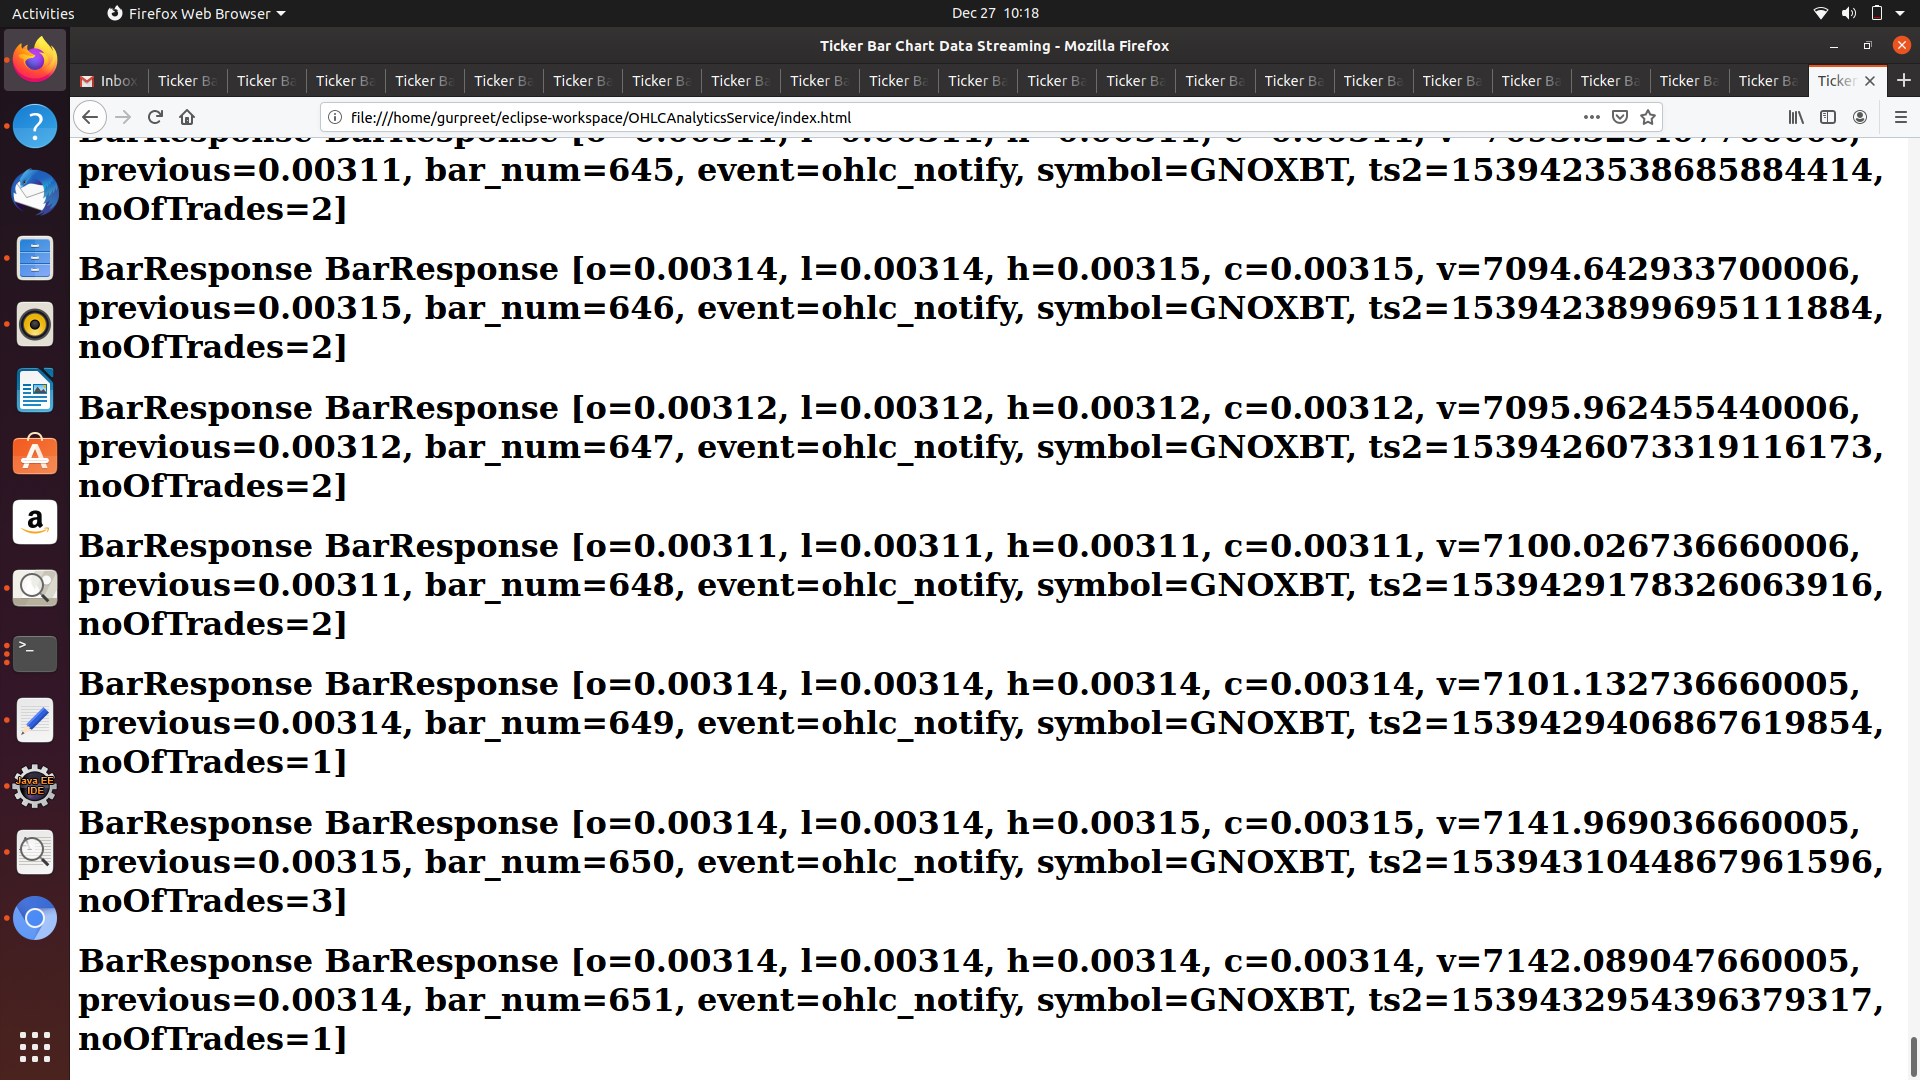 Activities
Firefox Web Browser
Dec 27 10:18
Ticker Bar Chart Data Streaming - Mozilla Firefox
Inbox Ticker Ba Ticker Ba Ticker Ba Ticker Ba Ticker Ba Ticker Ba Ticker Ba Ticker Ba Ticker Ba Ticker Ba Ticker Ba Ticker Ba Ticker Ba Ticker Ba Ticker Ba Ticker Ba Ticker Ba Ticker Ba Ticker Ba Ticker Ba Ticker Ba Ticker
file:///home/gurpreet/eclipse-workspace/OHLCAnalyticsService/index.html
previous=0.00311, bar_num=645, event=ohlc_notify, symbol=GNOXBT, ts2=1539423538685884414,
noOfTrades=2]
BarResponse BarResponse [o=0.00314, l=0.00314, h=0.00315, c=0.00315, v=7094.642933700006,
previous=0.00315, bar_num=646, event=ohlc_notify, symbol=GNOXBT, ts2=1539423899695111884,
noOfTrades=2]
BarResponse BarResponse [o=0.00312, l=0.00312, h=0.00312, c=0.00312, v=7095.962455440006,
previous=0.00312, bar_num=647, event=ohlc_notify, symbol=GNOXBT, ts2=1539426073319116173,
noOfTrades=2]
BarResponse BarResponse [o=0.00311, l=0.00311, h=0.00311, c=0.00311, v=7100.026736660006,
previous=0.00311, bar_num=648, event=ohlc_notify, symbol=GNOXBT, ts2=1539429178326063916,
noOfTrades=2]
BarResponse BarResponse [o=0.00314, l=0.00314, h=0.00314, c=0.00314, v=7101.132736660005,
previous=0.00314, bar_num=649, event=ohlc_notify, symbol=GNOXBT, ts2=1539429406867619854,
noOfTrades=1]
BarResponse BarResponse [o=0.00314, l=0.00314, h=0.00315, c=0.00315, v=7141.969036660005,
previous=0.00315, bar_num=650, event=ohlc_notify, symbol=GNOXBT, ts2=1539431044867961596,
noOfTrades=3]
BarResponse BarResponse [o=0.00314, l=0.00314, h=0.00314, c=0.00314, v=7142.089047660005,
previous=0.00314, bar_num=651, event=ohlc_notify, symbol=GNOXBT, ts2=1539432954396379317,
noOfTrades=1]
a
Java EE
IDE